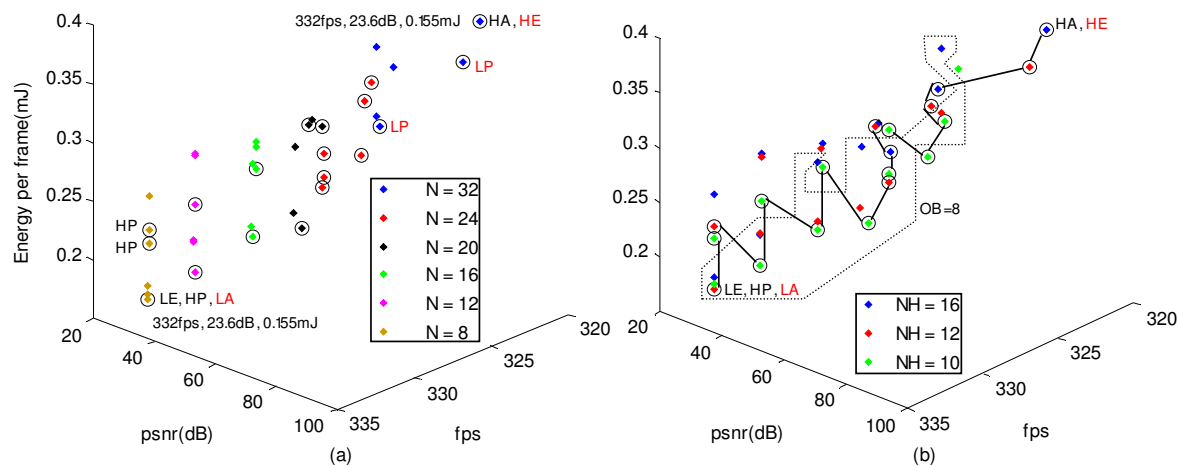 332fps, 23.6dB, 0.155mJ
HA, HE
LP
LP
HP
HP
LE, HP, LA
332fps, 23.6dB, 0.155mJ
Energy per frame(mJ)
0.4
0.35
0.3
0.25
0.2
20
40
60
80
100
335
330
325
320
psnr(dB)
fps
(a)
N = 32
N = 24
N = 20
N = 16
N = 12
N = 8
HA, HE
OB=8
LE, HP, LA
0.4
0.35
0.3
0.25
0.2
20
40
60
80
100
335
330
325
320
psnr(dB)
fps
(b)
NH = 16
NH = 12
NH = 10